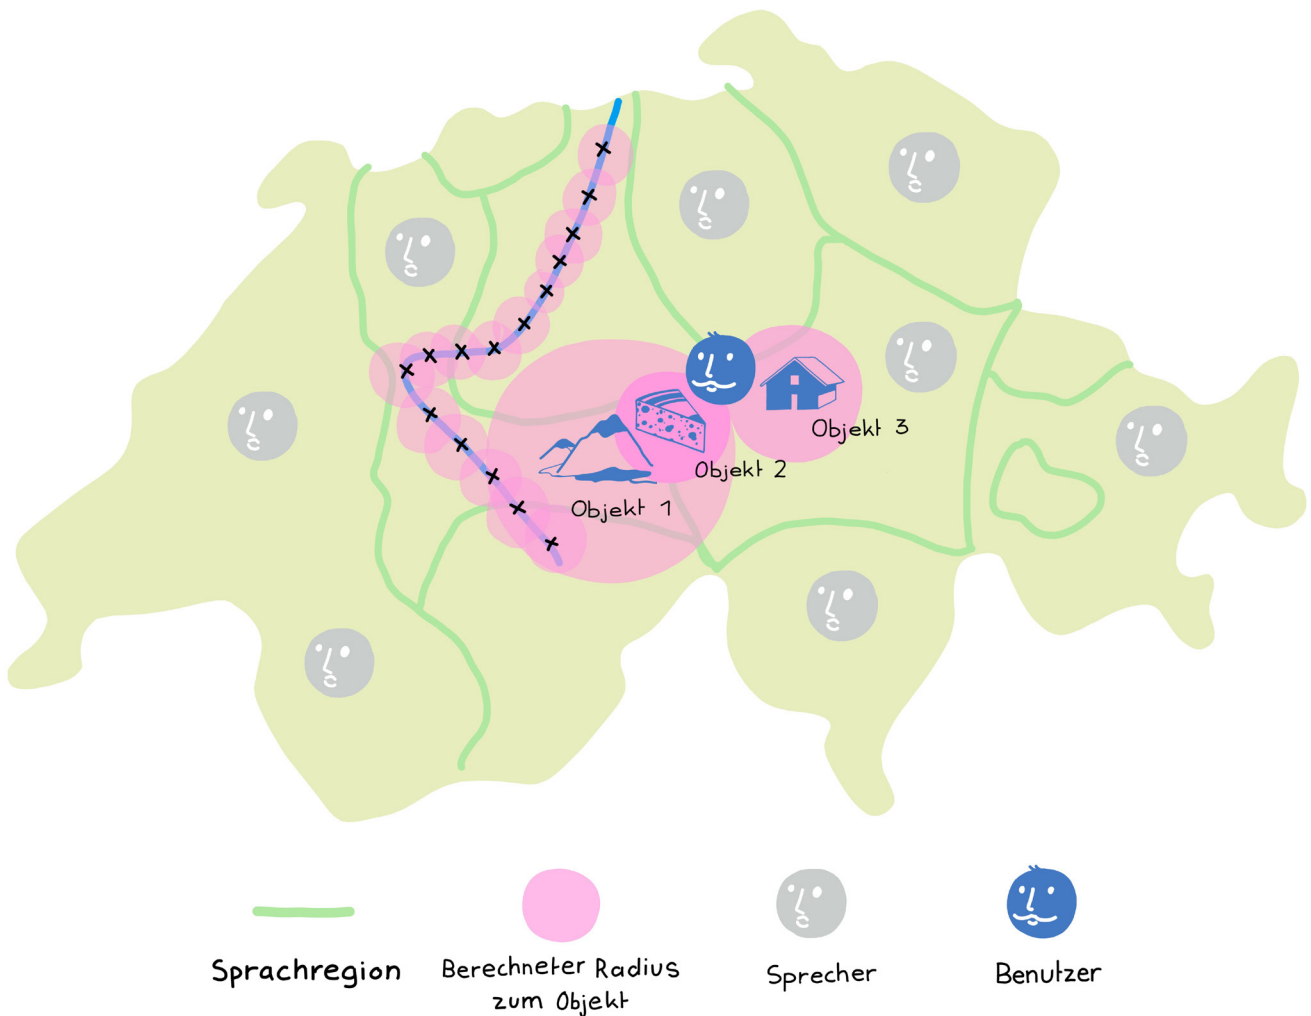 Objekt 3
Objekt 2
Objekt 1
Sprachregion
Berechneter Radius
zum Objekt
Sprecher
Benutzer